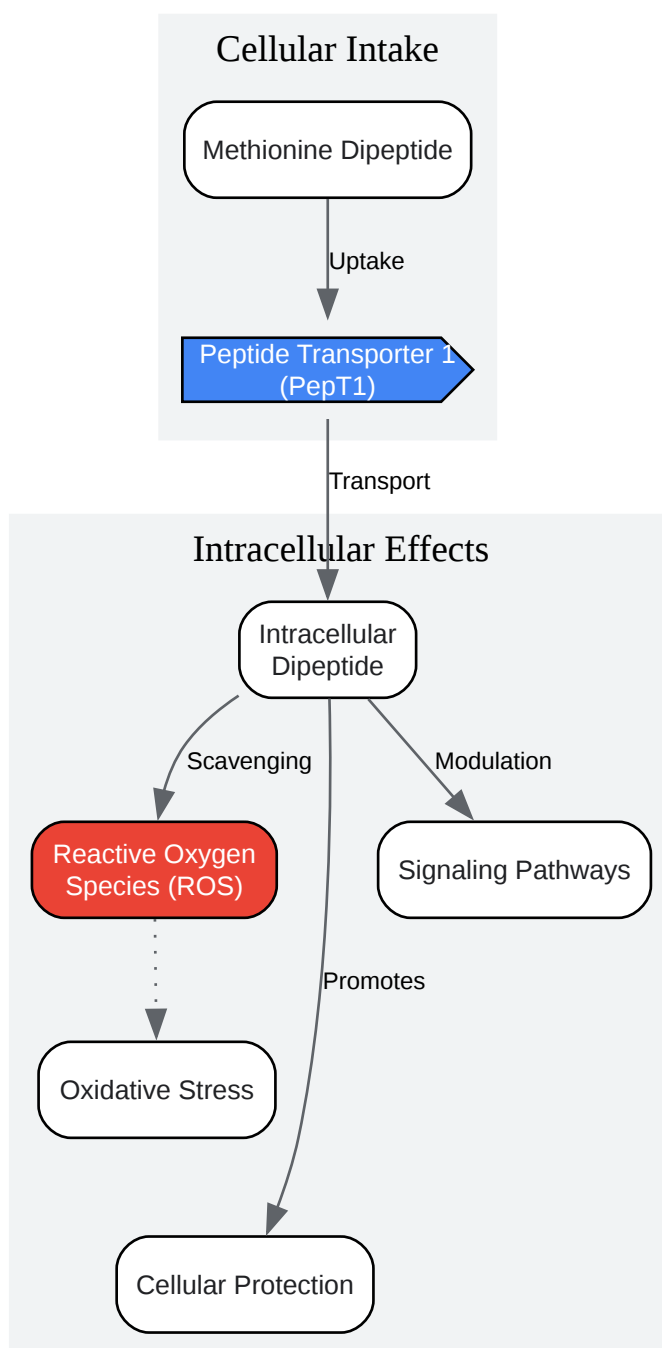 Cellular Intake
Methionine Dipeptide
Uptake
Peptide Transporter 1
(PepT1)
Transport
Intracellular Effects
Intracellular
Dipeptide
Scavenging
Modulation
Reactive Oxygen
Species (ROS)
Signaling Pathways
Promotes
Oxidative Stress
Cellular Protection